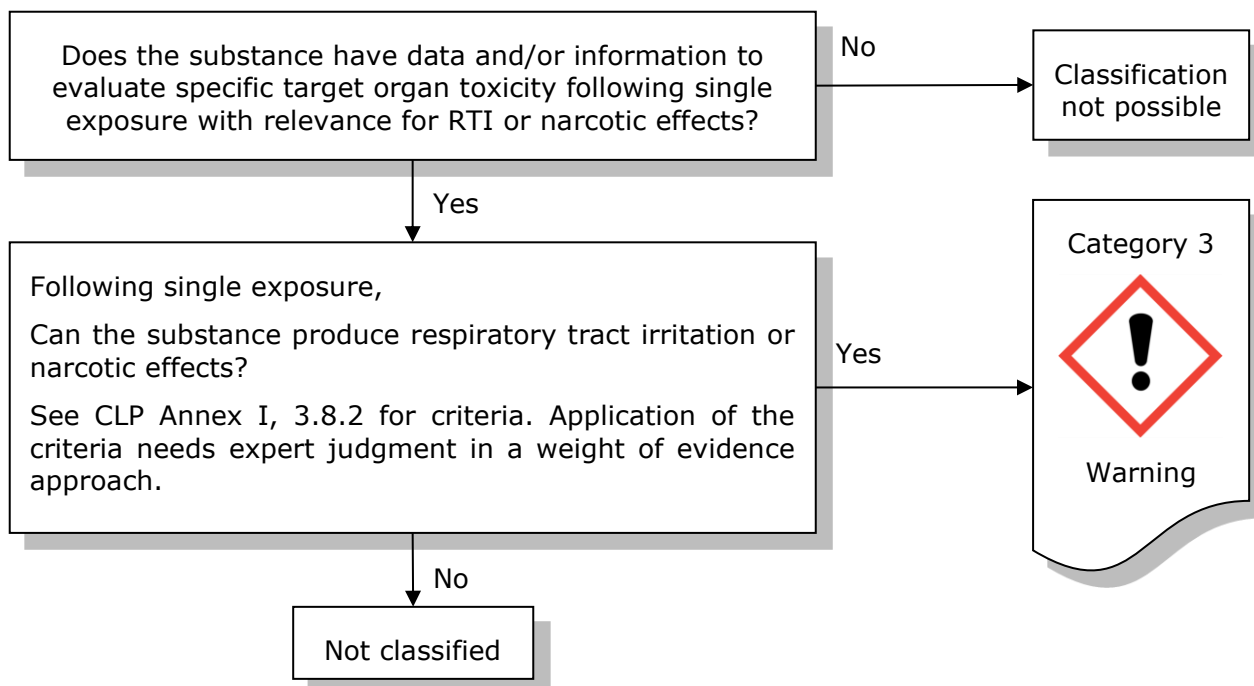 Does the substance have data and/or information to
evaluate specific target organ toxicity following single
exposure with relevance for RTI or narcotic effects?
No
Classification
not possible
Yes
Following single exposure,
Can the substance produce respiratory tract irritation or
narcotic effects?
See CLP Annex I, 3.8.2 for criteria. Application of the
criteria needs expert judgment in a weight of evidence
approach.
Yes
Category 3
Warning
No
Not classified